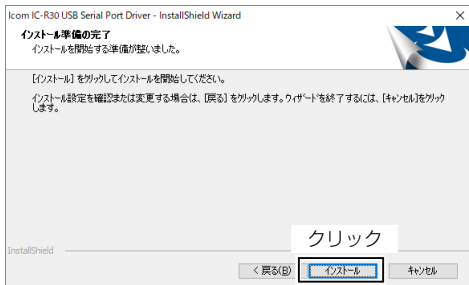 Icom IC-R30 USB Serial Port Driver - InstallShield Wizard
インストール準備の完了
インストールを開始する準備が整いました。
[インストール] をクリックしてインストールを開始してください。
インストール設定を確認または変更する場合は、[戻る] をクリックします。ウィザードを終了するには、[キャンセル]をクリック
します。
クリック
InstallShield
< 戻る(B)
インストール
キャンセル